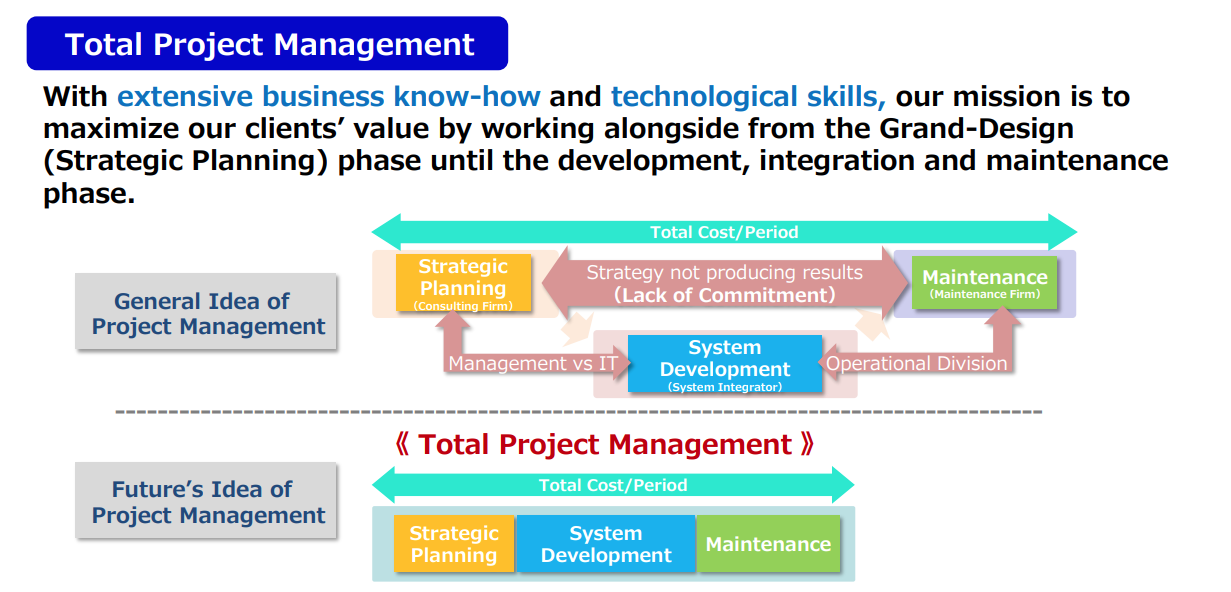 Total Project Management
With extensive business know-how and technological skills, our mission is to
maximize our clients’ value by working alongside from the Grand-Design
(Strategic Planning) phase until the development, integration and maintenance
phase.
Total Cost/Period
General Idea of
Project Management
Strategic
Planning
(Consulting Firm)
Strategy not producing results
(Lack of Commitment)
Maintenance
(Maintenance Firm)
Management vs IT
System
Development
(System Integrator)
Operational Division
《 Total Project Management 》
Future’s Idea of
Project Management
Total Cost/Period
Strategic
Planning
System
Development
Maintenance